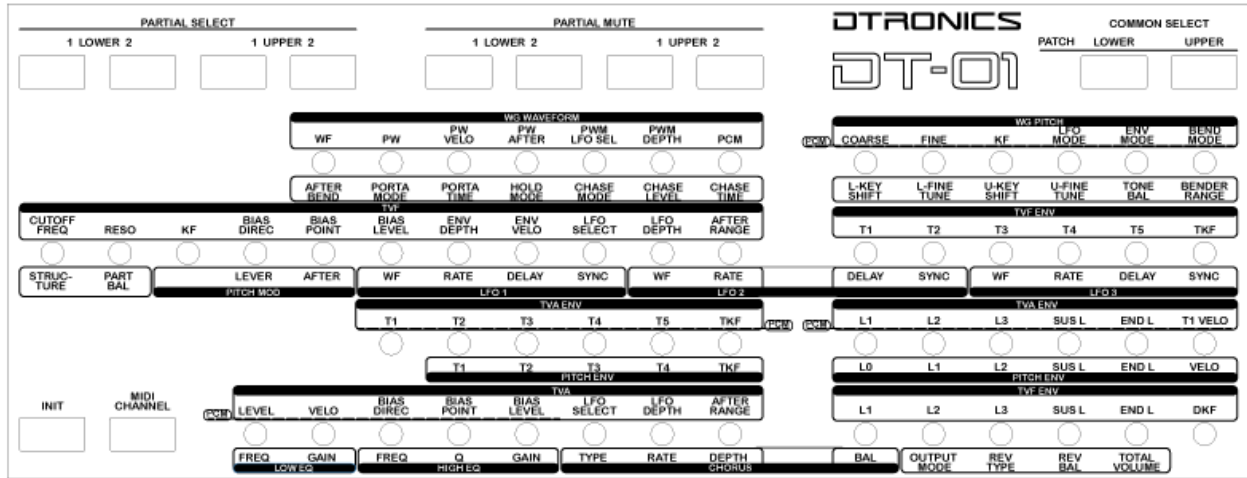 PARTIAL SELECT PARTIAL MUTE DTRONICS COMMON SELECT
1 LOWER 2 1 UPPER 2 1 LOWER 2 1 UPPER 2 PATCH LOWER UPPER
DT-01
WG WAVEFORM WG PITCH
WF PW PW VELO PW AFTER PWM LFO SEL PWM DEPTH PCM PCM COARSE FINE KF LFO MODE ENV MODE BEND MODE
AFTER BEND PORTA MODE PORTA TIME HOLD MODE CHASE MODE CHASE LEVEL CHASE TIME L-KEY SHIFT L-FINE TUNE U-KEY SHIFT U-FINE TUNE TONE BAL BENDER RANGE
TVF TVF ENV
CUTOFF FREQ RESO KF BIAS DIREC BIAS POINT BIAS LEVEL ENV DEPTH ENV VELO LFO SELECT LFO DEPTH AFTER RANGE T1 T2 T3 T4 T5 TKF
STRUC-TURE PART BAL LEVER AFTER WF RATE DELAY SYNC WF RATE DELAY SYNC WF RATE DELAY SYNC
PITCH MOD LFO 1 LFO 2 LFO 3
TVA ENV TVA ENV
T1 T2 T3 T4 T5 TKF PCM PCM L1 L2 L3 SUS L END L T1 VELO
T1 T2 T3 T4 TKF L0 L1 L2 SUS L END L VELO
PITCH ENV PITCH ENV
TVA TVF ENV
INIT MIDI CHANNEL PCM LEVEL VELO BIAS DIREC BIAS POINT BIAS LEVEL LFO SELECT LFO DEPTH AFTER RANGE L1 L2 L3 SUS L END L DKF
FREQ GAIN FREQ Q GAIN TYPE RATE DEPTH BAL OUTPUT MODE REV TYPE REV BAL TOTAL VOLUME
LOW EQ HIGH EQ CHORUS